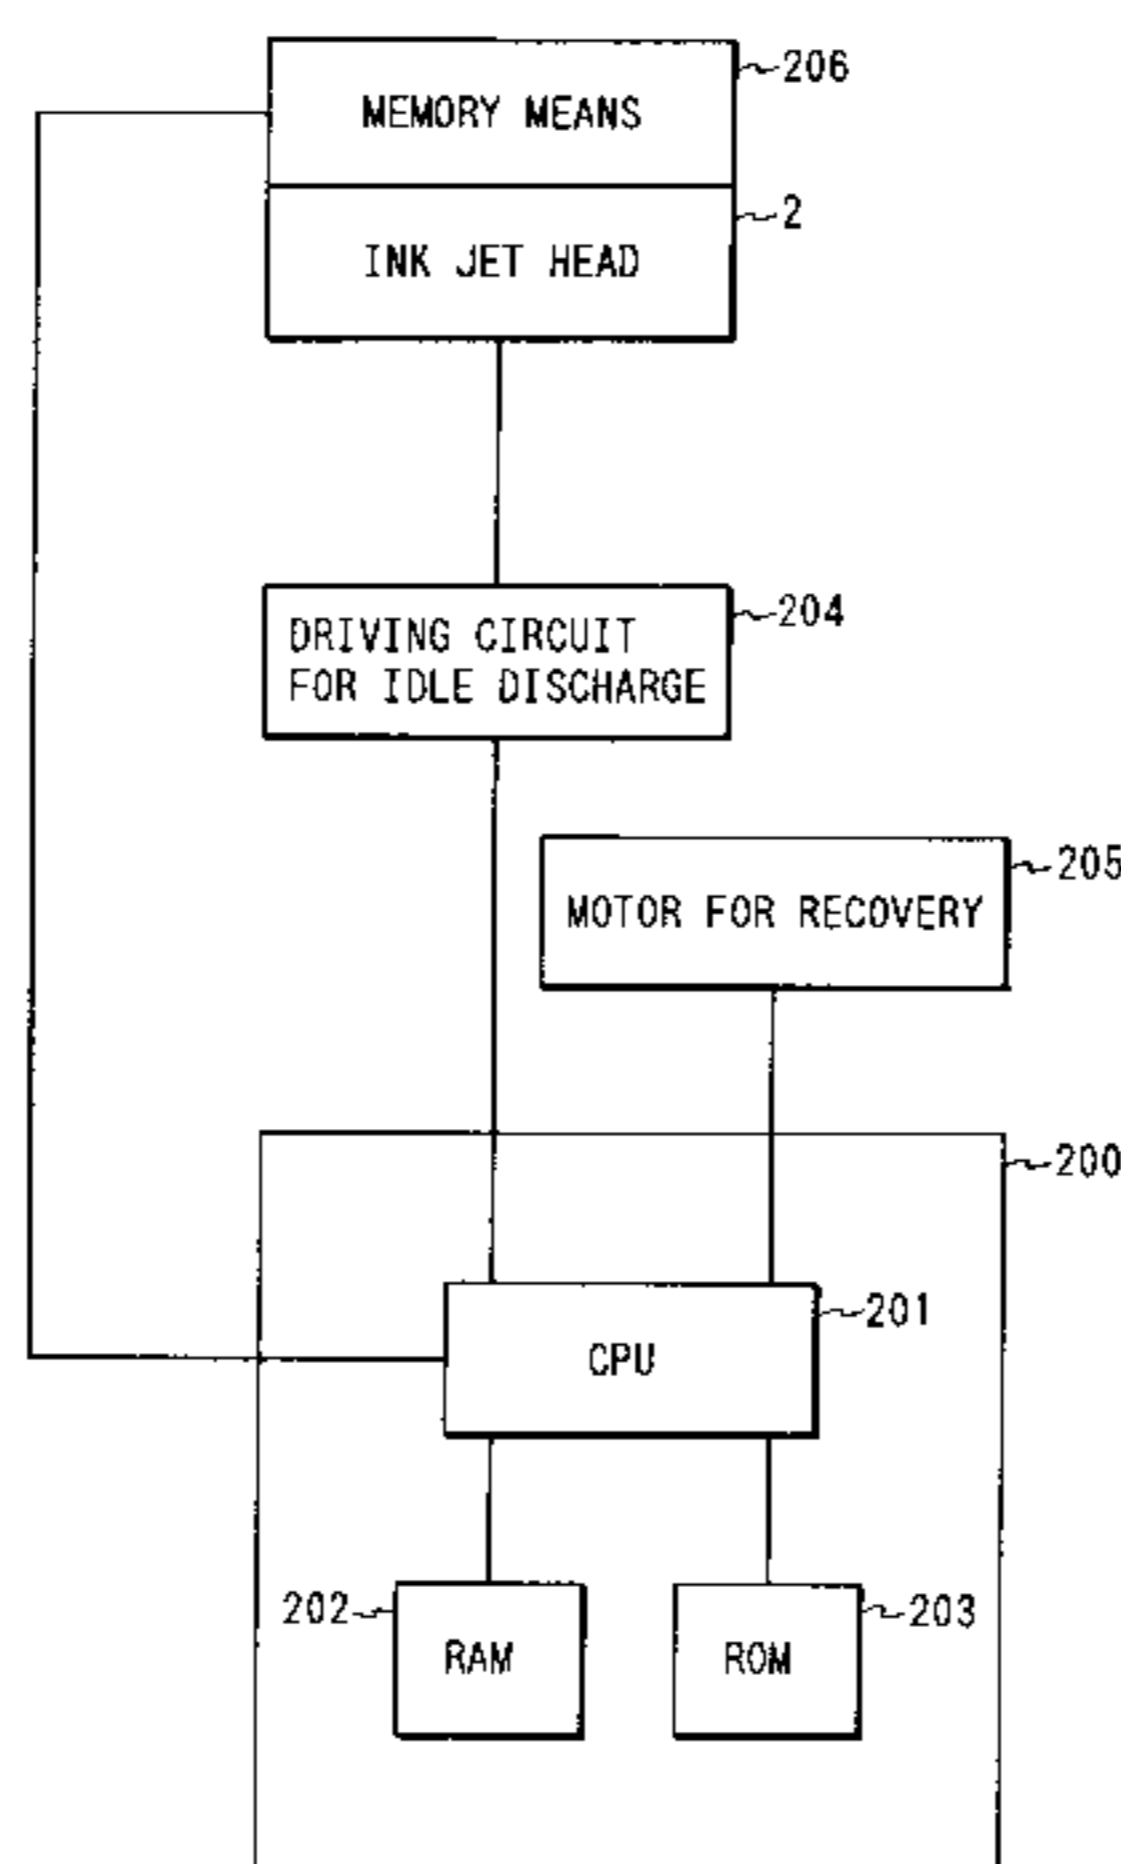 206
MEMORY MEANS
2
INK JET HEAD
204
DRIVING CIRCUIT
FOR IDLE DISCHARGE
205
MOTOR FOR RECOVERY
200
201
CPU
202
203
RAM
ROM